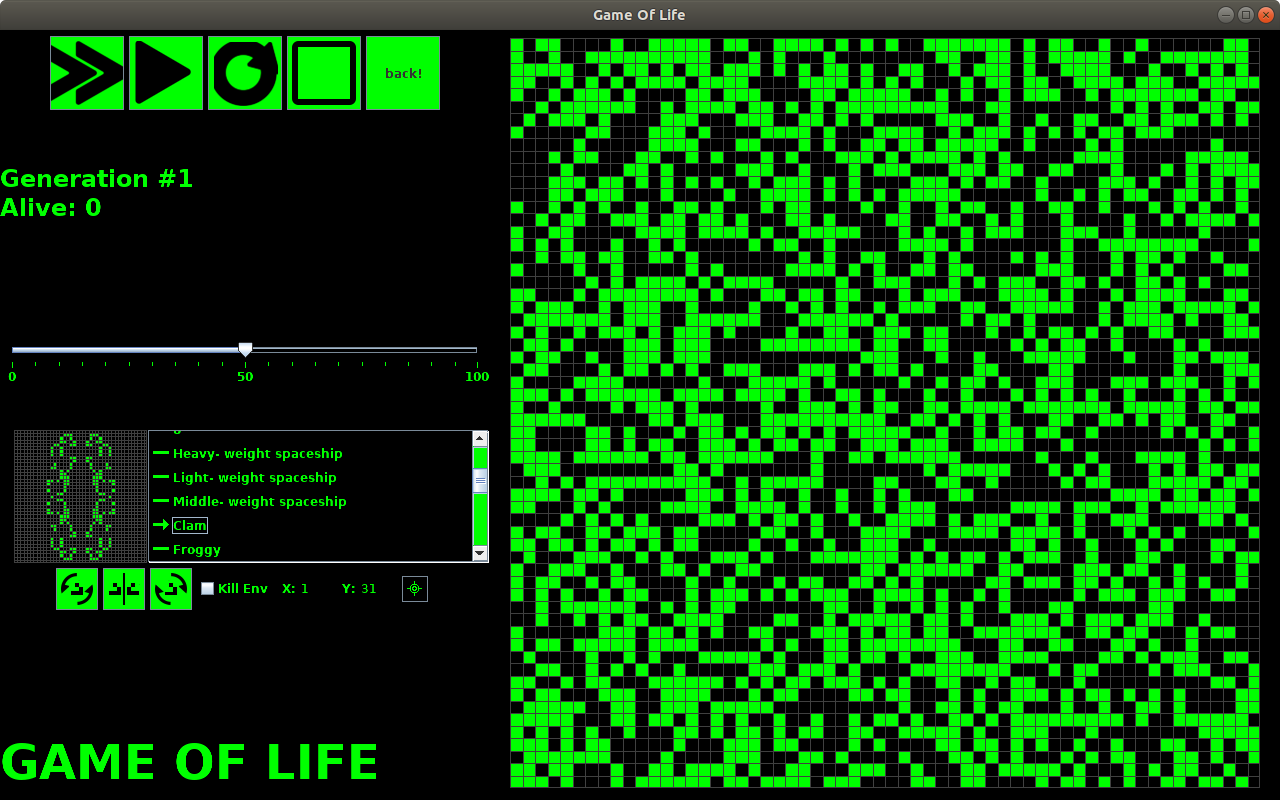 Game Of Life
back!
Generation #1
Alive: 0
0 50 100
Heavy- weight spaceship
Light- weight spaceship
Middle- weight spaceship
Clam
Froggy
Kill Env X: 1 Y: 31
GAME OF LIFE